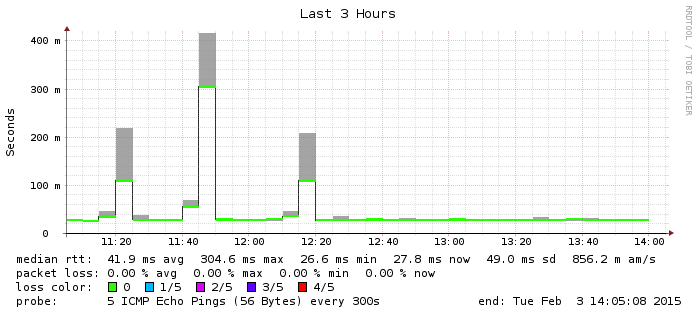 Last 3 Hours
RRDTOOL / TOBI OETIKER
Seconds
400 m
300 m
200 m
100 m
0
11:20 11:40 12:00 12:20 12:40 13:00 13:20 13:40 14:00
median rtt: 41.9 ms avg 304.6 ms max 26.6 ms min 27.8 ms now 49.0 ms sd 856.2 m am/s
packet loss: 0.00 % avg 0.00 % max 0.00 % min 0.00 % now
loss color: 0 1/5 2/5 3/5 4/5
probe: 5 ICMP Echo Pings (56 Bytes) every 300s end: Tue Feb 3 14:05:08 2015